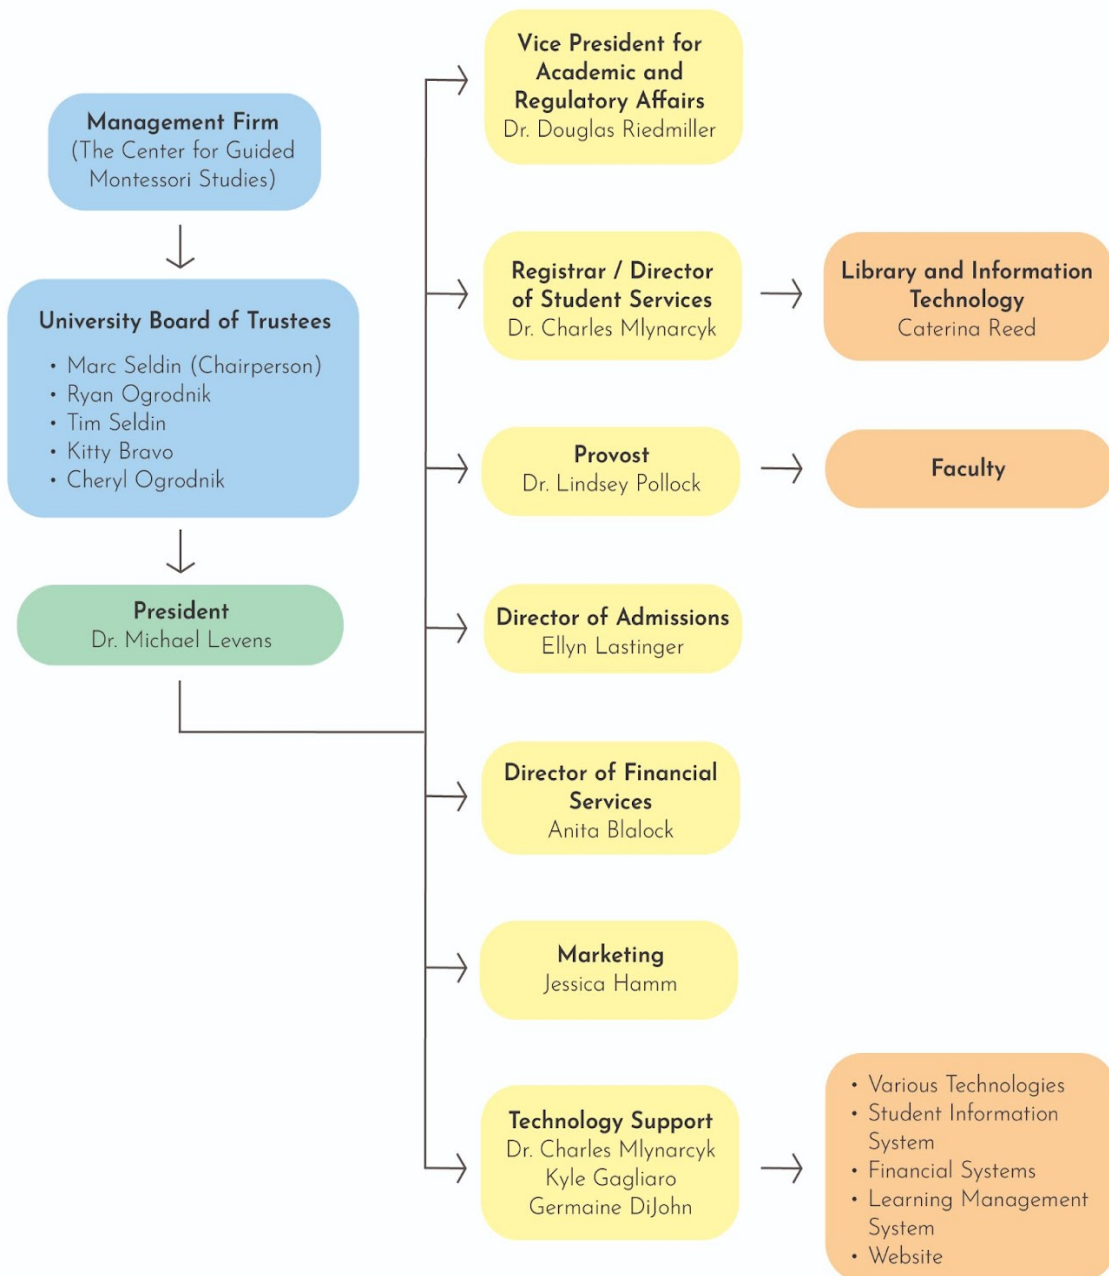 Management Firm
(The Center for Guided
Montessori Studies)
University Board of Trustees
• Marc Seldin (Chairperson)
• Ryan Ogrodnik
• Tim Seldin
• Kitty Bravo
• Cheryl Ogrodnik
President
Dr. Michael Levens
Vice President for
Academic and
Regulatory Affairs
Dr. Douglas Riedmiller
Registrar / Director
of Student Services
Dr. Charles Mlynarcyk
Library and Information
Technology
Caterina Reed
Provost
Dr. Lindsey Pollock
Faculty
Director of Admissions
Ellyn Lastinger
Director of Financial
Services
Anita Blalock
Marketing
Jessica Hamm
Technology Support
Dr. Charles Mlynarcyk
Kyle Gagliaro
Germaine DiJohn
• Various Technologies
• Student Information
System
• Financial Systems
• Learning Management
System
• Website